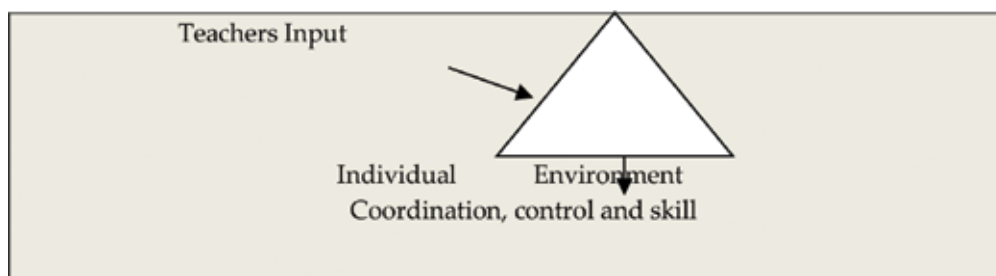 Teachers Input
Individual Environment
Coordination, control and skill